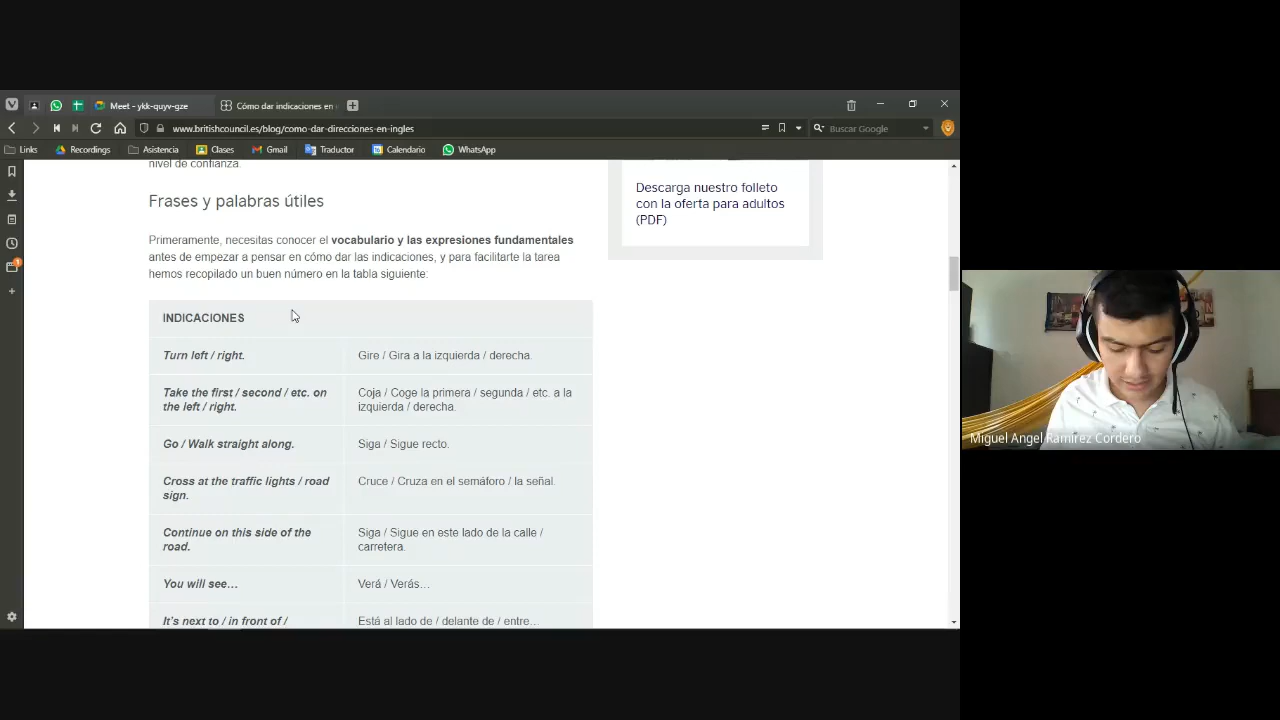 Meet - ykk-quyv-gze
Cómo dar indicaciones en i
www.britishcouncil.es/blog/como-dar-direcciones-en-ingles
Buscar Google
Links
Recordings
Asistencia
Clases
Gmail
Traductor
Calendario
WhatsApp
nivel de confianza.
Frases y palabras útiles
Primeramente, necesitas conocer el vocabulario y las expresiones fundamentales
antes de empezar a pensar en cómo dar las indicaciones, y para facilitarte la tarea
hemos recopilado un buen número en la tabla siguiente:
INDICACIONES
Turn left / right.
Gire / Gira a la izquierda / derecha.
Take the first / second / etc. on
the left / right.
Coja / Coge la primera / segunda / etc. a la
izquierda / derecha.
Go / Walk straight along.
Siga / Sigue recto.
Cross at the traffic lights / road
sign.
Cruce / Cruza en el semáforo / la señal.
Continue on this side of the
road.
Siga / Sigue en este lado de la calle /
carretera.
You will see…
Verá / Verás…
It's next to / in front of /
Está al lado de / delante de / entre…
Descarga nuestro folleto
con la oferta para adultos
(PDF)
1
Miguel Angel Ramirez Cordero